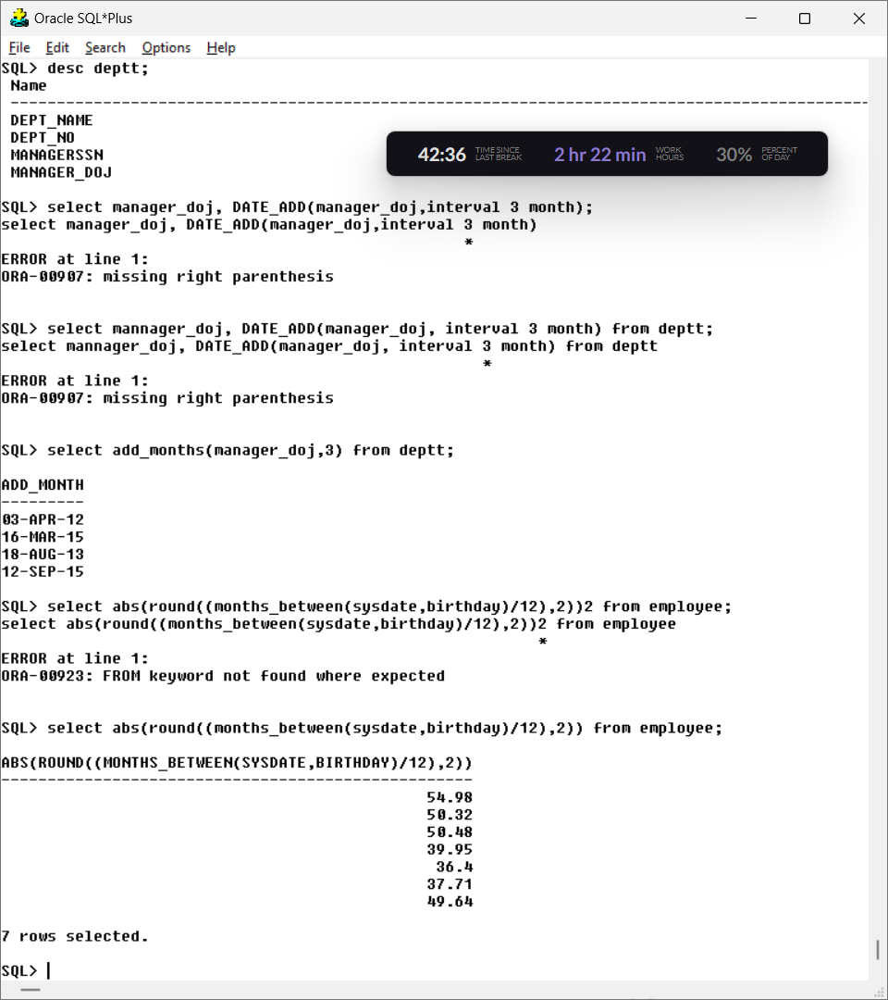 Oracle SQL*Plus
File Edit Search Options Help
SQL> desc deptt;
Name
--------------------------------------------------------------------------------------------
DEPT_NAME
DEPT_NO
MANAGERSSN
MANAGER_DOJ
42:36 TIME SINCE LAST BREAK 2 hr 22 min WORK HOURS 30% PERCENT OF DAY
SQL> select manager_doj, DATE_ADD(manager_doj,interval 3 month);
select manager_doj, DATE_ADD(manager_doj,interval 3 month)
*
ERROR at line 1:
ORA-00907: missing right parenthesis
SQL> select mannager_doj, DATE_ADD(manager_doj, interval 3 month) from deptt;
select mannager_doj, DATE_ADD(manager_doj, interval 3 month) from deptt
*
ERROR at line 1:
ORA-00907: missing right parenthesis
SQL> select add_months(manager_doj,3) from deptt;
ADD_MONTH
---------
03-APR-12
16-MAR-15
18-AUG-13
12-SEP-15
SQL> select abs(round((months_between(sysdate,birthday)/12),2))2 from employee;
select abs(round((months_between(sysdate,birthday)/12),2))2 from employee
*
ERROR at line 1:
ORA-00923: FROM keyword not found where expected
SQL> select abs(round((months_between(sysdate,birthday)/12),2)) from employee;
ABS(ROUND((MONTHS_BETWEEN(SYSDATE,BIRTHDAY)/12),2))
---------------------------------------------------
54.98
50.32
50.48
39.95
36.4
37.71
49.64
7 rows selected.
SQL>